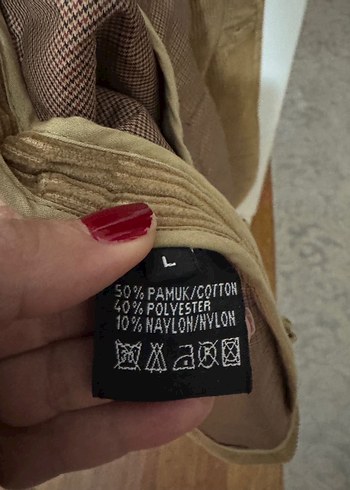 L
50% PAMUK/COTTON
40% POLYESTER
10% NAYLON/NYLON